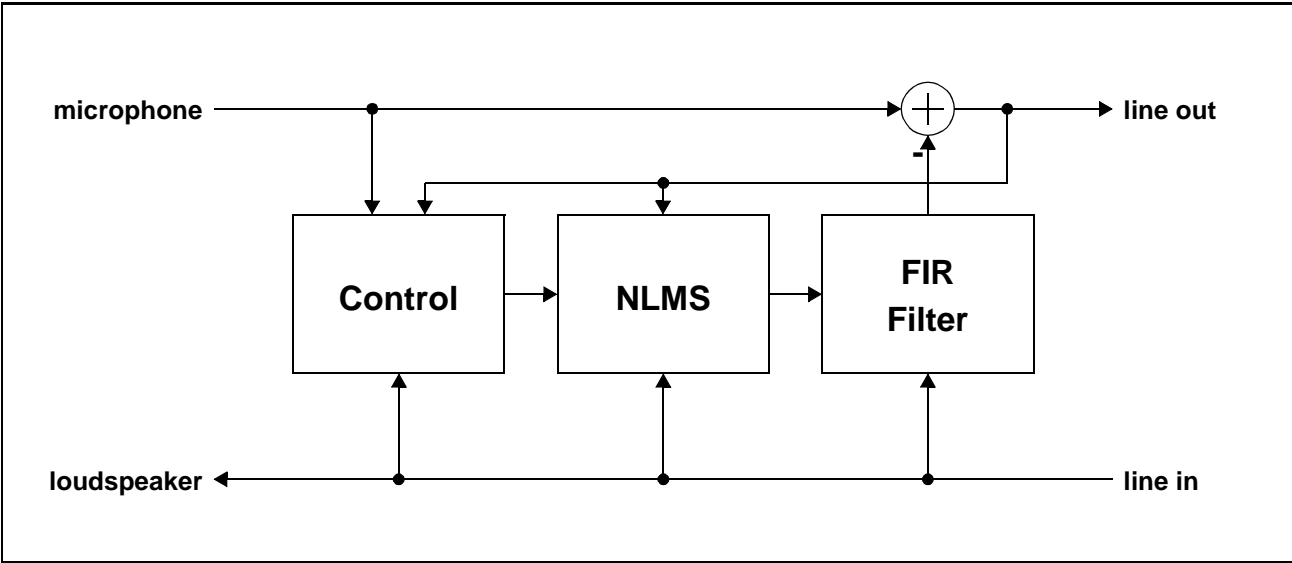 microphone
line out
-
Control
NLMS
FIR
Filter
loudspeaker
line in